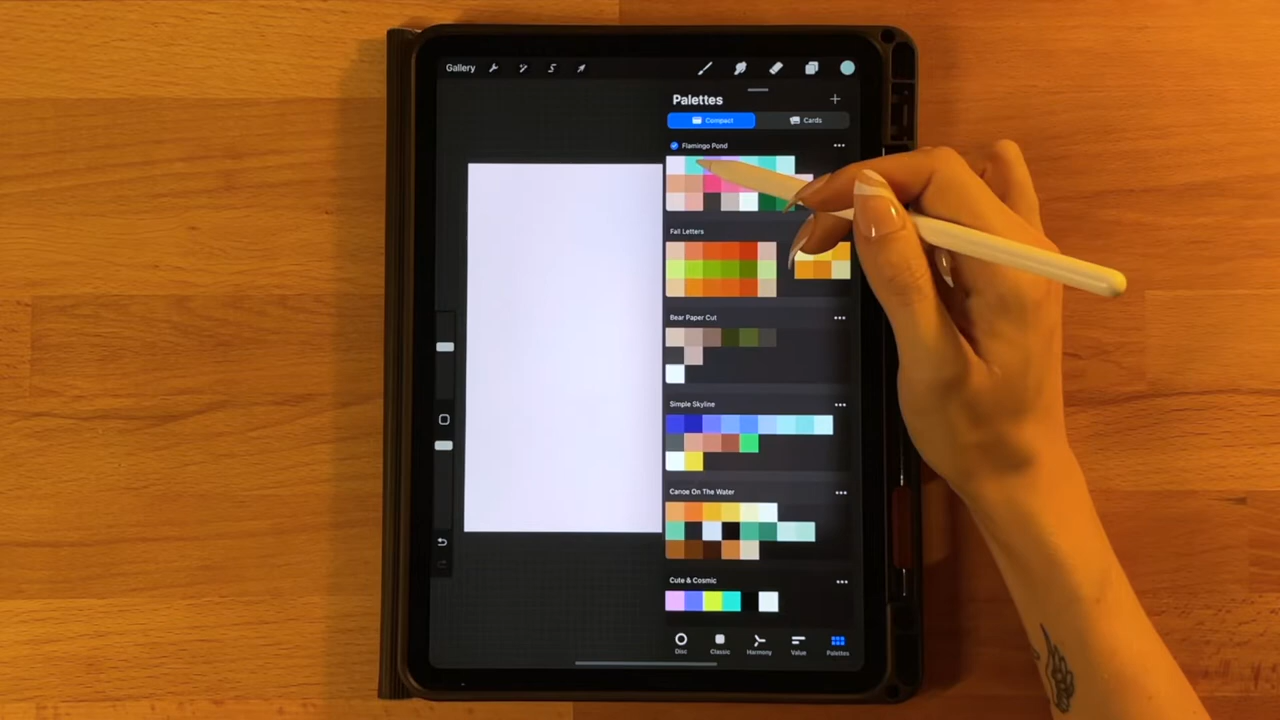 Gallery
Palettes
Compact Cards
Flamingo Pond
Fall Letters
Bear Paper Cut
Simple Skyline
Canoe On The Water
Cute & Cosmic
Disc Classic Harmony Value Palettes